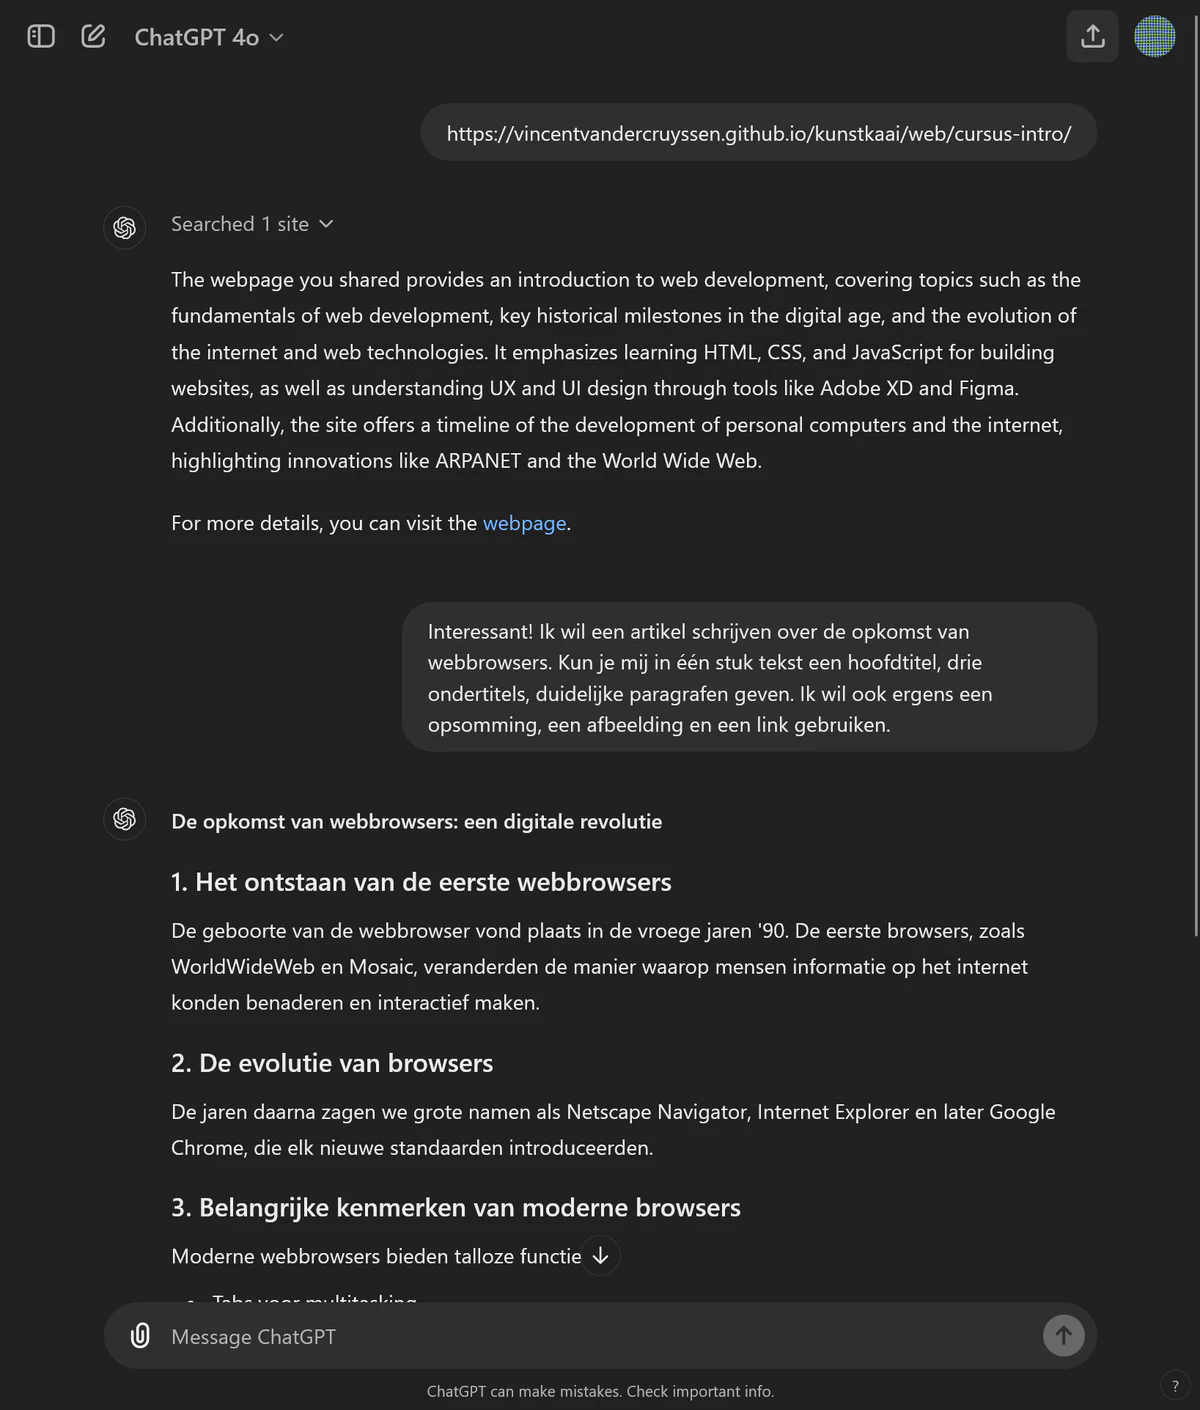 ChatGPT 4o
https://vincentvandercruyssen.github.io/kunstkaai/web/cursus-intro/
Searched 1 site
The webpage you shared provides an introduction to web development, covering topics such as the
fundamentals of web development, key historical milestones in the digital age, and the evolution of
the internet and web technologies. It emphasizes learning HTML, CSS, and JavaScript for building
websites, as well as understanding UX and UI design through tools like Adobe XD and Figma.
Additionally, the site offers a timeline of the development of personal computers and the internet,
highlighting innovations like ARPANET and the World Wide Web.
For more details, you can visit the webpage.
Interessant! Ik wil een artikel schrijven over de opkomst van
webbrowsers. Kun je mij in één stuk tekst een hoofdtitel, drie
ondertitels, duidelijke paragrafen geven. Ik wil ook ergens een
opsomming, een afbeelding en een link gebruiken.
De opkomst van webbrowsers: een digitale revolutie
1. Het ontstaan van de eerste webbrowsers
De geboorte van de webbrowser vond plaats in de vroege jaren '90. De eerste browsers, zoals
WorldWideWeb en Mosaic, veranderden de manier waarop mensen informatie op het internet
konden benaderen en interactief maken.
2. De evolutie van browsers
De jaren daarna zagen we grote namen als Netscape Navigator, Internet Explorer en later Google
Chrome, die elk nieuwe standaarden introduceerden.
3. Belangrijke kenmerken van moderne browsers
Moderne webbrowsers bieden talloze functie
• Tabs voor multitasking
Message ChatGPT
ChatGPT can make mistakes. Check important info.
?